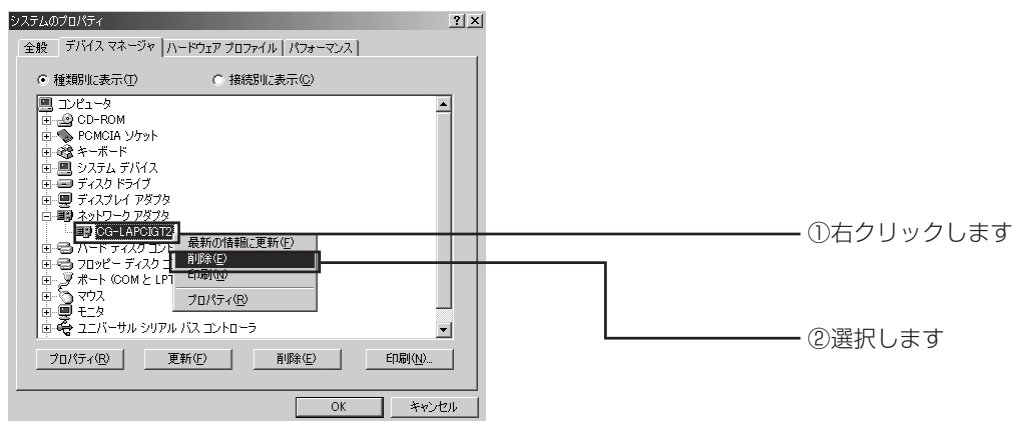 システムのプロパティ
全般 デバイス マネージャ ハードウェア プロファイル パフォーマンス
種類別に表示(T) 接続別に表示(C)
コンピュータ
CD-ROM
PCMCIA ソケット
キーボード
システム デバイス
ディスク ドライブ
ディスプレイ アダプタ
ネットワーク アダプタ
CG-LAPCIGT2
①右クリックします
ハード ディスク コント
最新の情報に更新(F)
フロッピー ディスク コ
削除(E)
ポート (COM と LPT
印刷(N)
マウス
プロパティ(R)
モニタ
ユニバーサル シリアル バス コントローラ
②選択します
プロパティ(R) 更新(F) 削除(E) 印刷(N)...
OK キャンセル